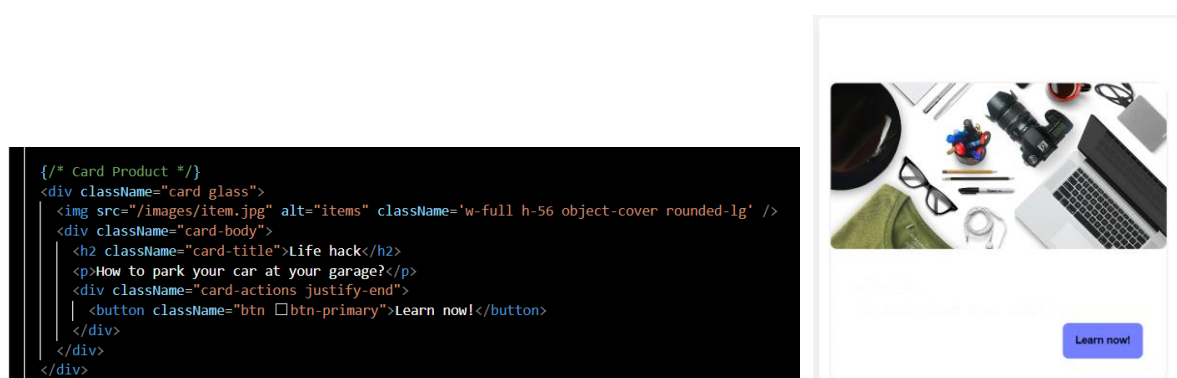 {/* Card Product */}
<div className="card glass">
<img src="/images/item.jpg" alt="items" className='w-full h-56 object-cover rounded-lg' />
<div className="card-body">
<h2 className="card-title">Life hack</h2>
<p>How to park your car at your garage?</p>
<div className="card-actions justify-end">
<button className="btn btn-primary">Learn now!</button>
</div>
</div>
</div>
Learn now!